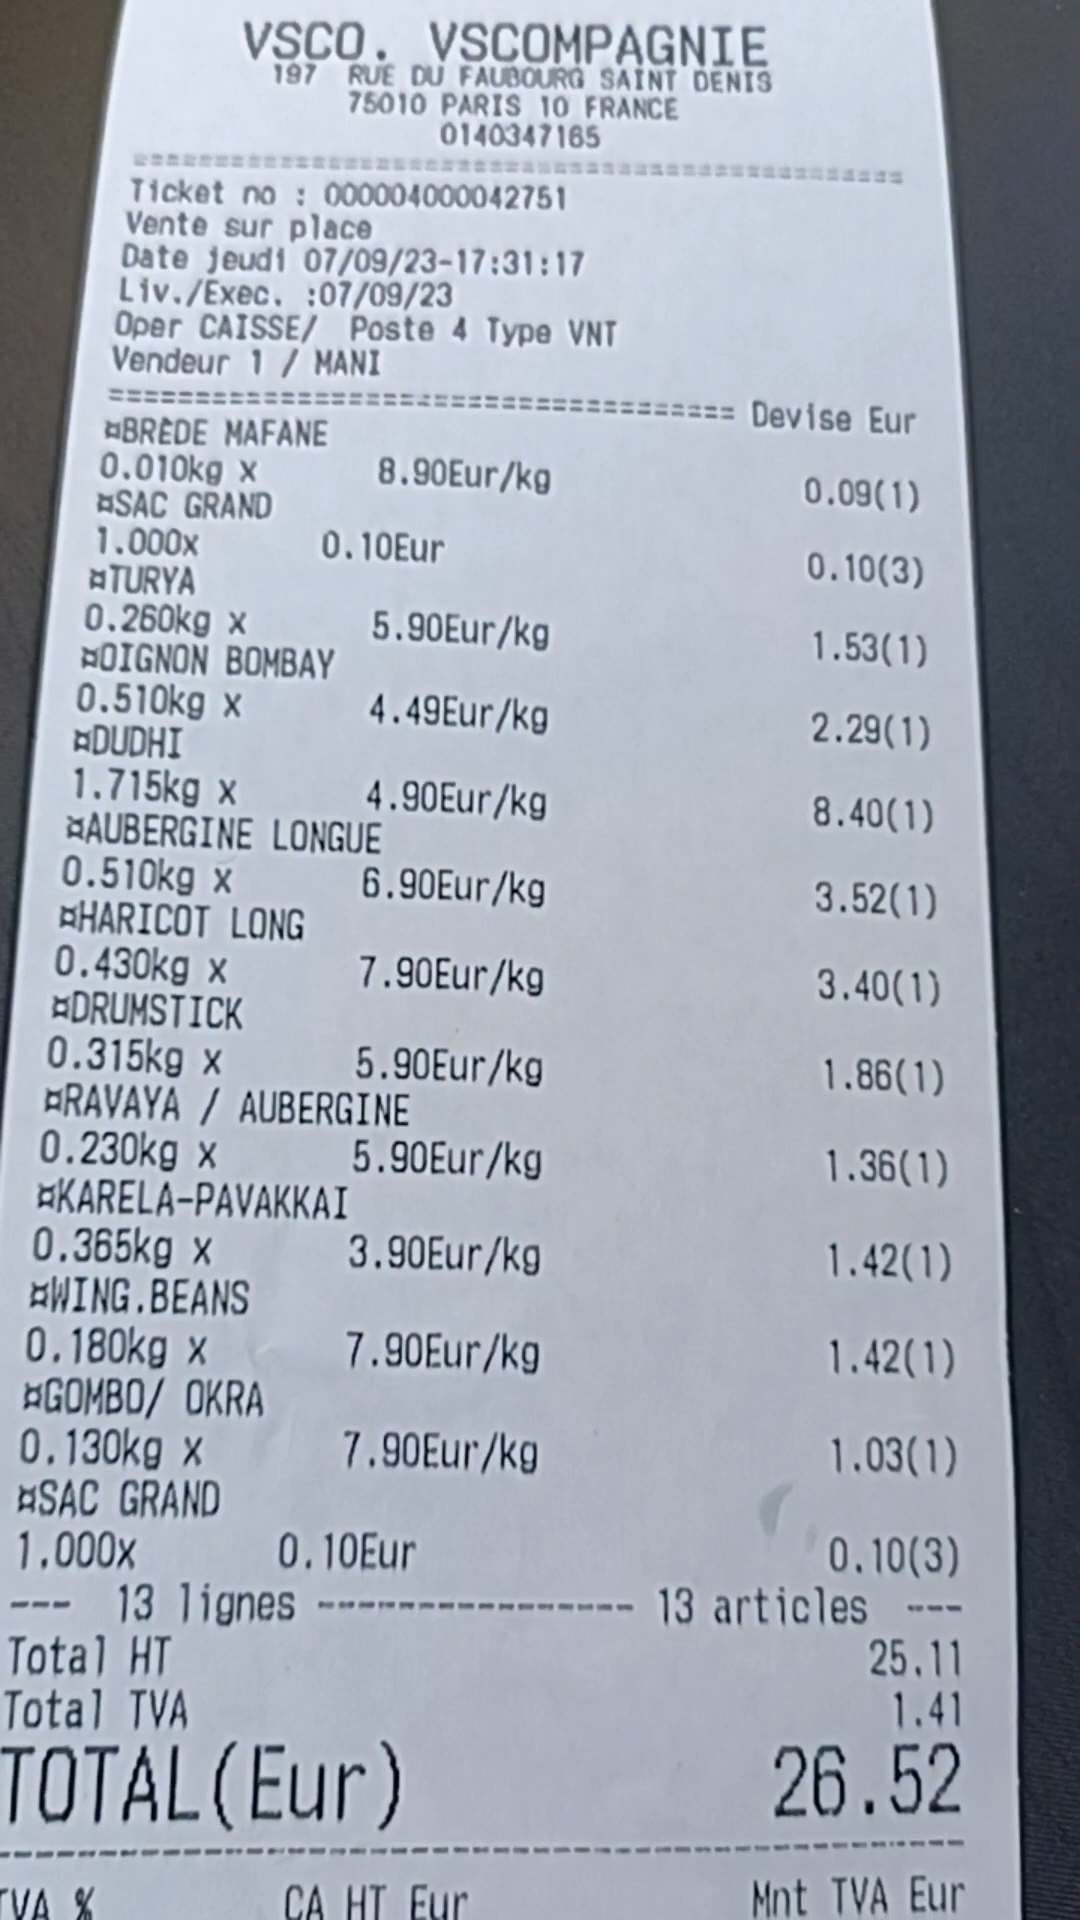 VSCO. VSCOMPAGNIE
197 RUE DU FAUBOURG SAINT DENIS
75010 PARIS 10 FRANCE
0140347165
Ticket no : 000004000042751
Vente sur place
Date jeudi 07/09/23-17:31:17
Liv./Exec. :07/09/23
Oper CAISSE/ Poste 4 Type VNT
Vendeur 1 / MANI
==================================== Devise Eur
¤BRÈDE MAFANE
0.010kg x 8.90Eur/kg 0.09(1)
¤SAC GRAND
1.000x 0.10Eur 0.10(3)
¤TURYA
0.260kg x 5.90Eur/kg 1.53(1)
¤OIGNON BOMBAY
0.510kg x 4.49Eur/kg 2.29(1)
¤DUDHI
1.715kg x 4.90Eur/kg 8.40(1)
¤AUBERGINE LONGUE
0.510kg x 6.90Eur/kg 3.52(1)
¤HARICOT LONG
0.430kg x 7.90Eur/kg 3.40(1)
¤DRUMSTICK
0.315kg x 5.90Eur/kg 1.86(1)
¤RAVAYA / AUBERGINE
0.230kg x 5.90Eur/kg 1.36(1)
¤KARELA-PAVAKKAI
0.365kg x 3.90Eur/kg 1.42(1)
¤WING.BEANS
0.180kg x 7.90Eur/kg 1.42(1)
¤GOMBO/ OKRA
0.130kg x 7.90Eur/kg 1.03(1)
¤SAC GRAND
1.000x 0.10Eur 0.10(3)
--- 13 lignes ---------------- 13 articles ---
Total HT 25.11
Total TVA 1.41
TOTAL(Eur) 26.52
TVA % CA HT Eur Mnt TVA Eur